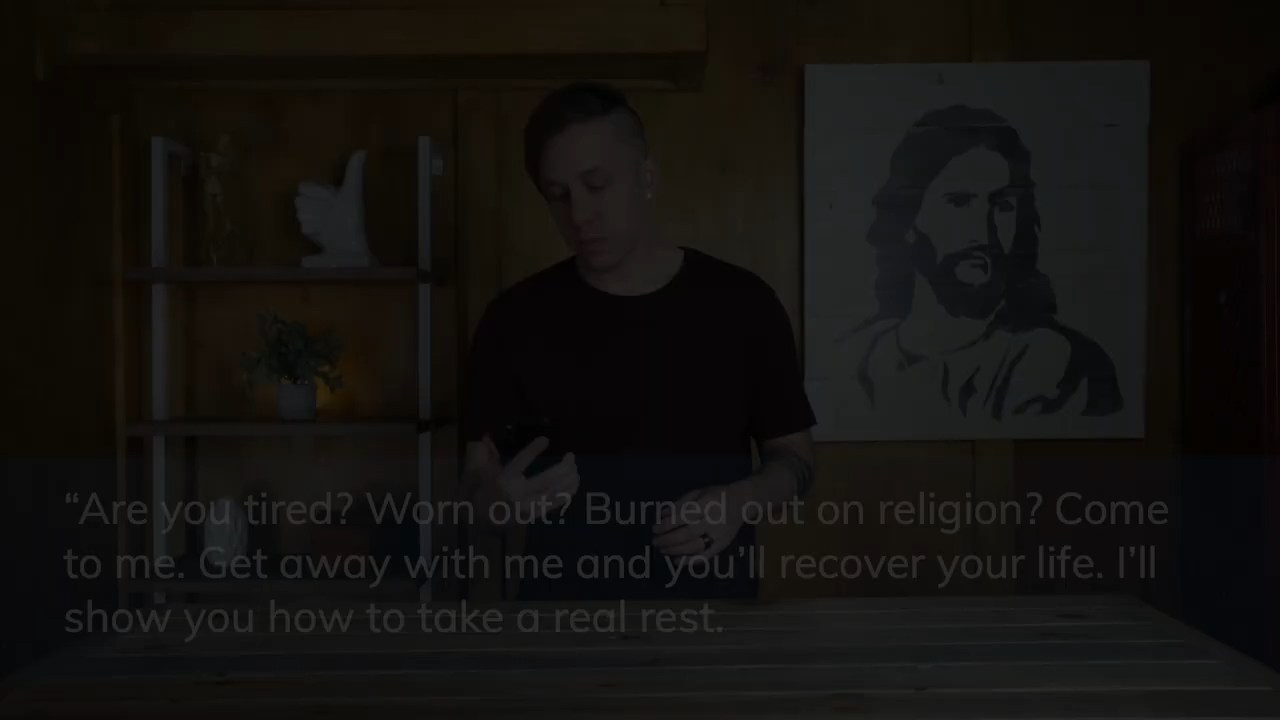 “Are you tired? Worn out? Burned out on religion? Come
to me. Get away with me and you’ll recover your life. I’ll
show you how to take a real rest.